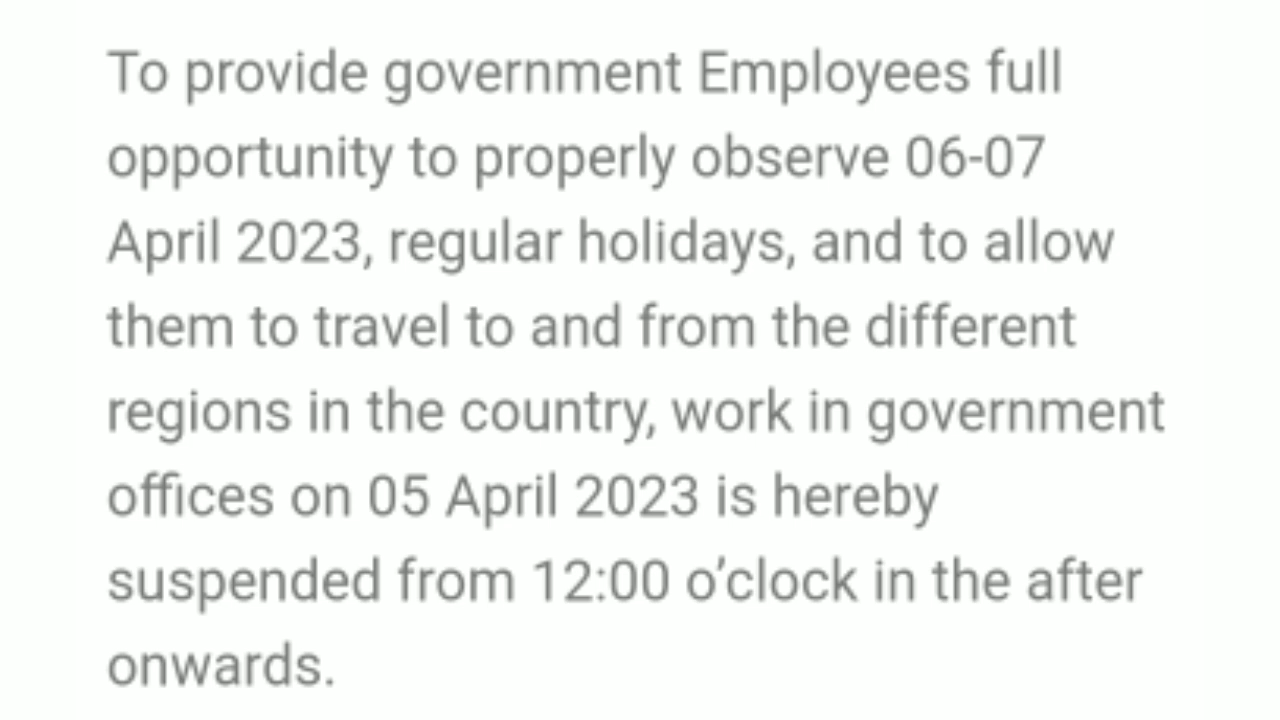 To provide government Employees full
opportunity to properly observe 06-07
April 2023, regular holidays, and to allow
them to travel to and from the different
regions in the country, work in government
offices on 05 April 2023 is hereby
suspended from 12:00 o’clock in the after
onwards.